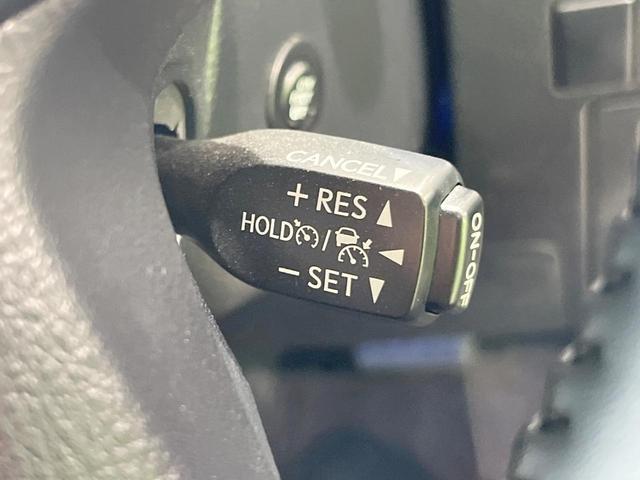 CANCEL▼
+ RES ▲
HOLD / ◀
− SET ▼
ON-OFF